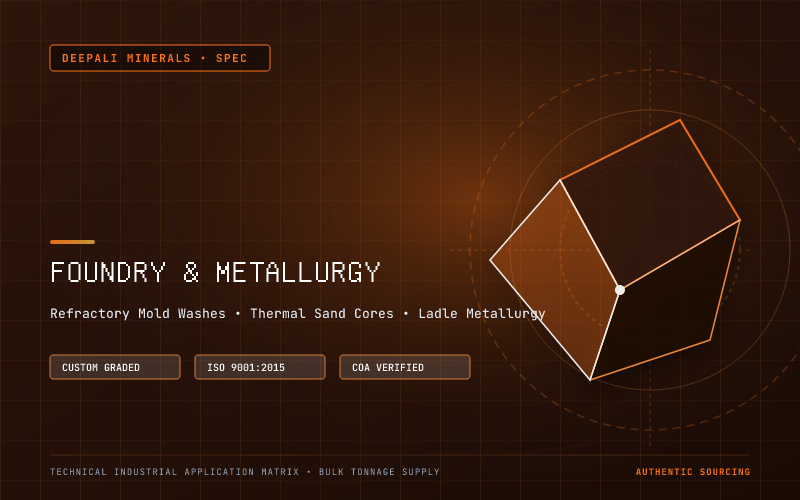 DEEPALI MINERALS • SPEC
FOUNDRY & METALLURGY
Refractory Mold Washes • Thermal Sand Cores • Ladle Metallurgy
CUSTOM GRADED
ISO 9001:2015
COA VERIFIED
TECHNICAL INDUSTRIAL APPLICATION MATRIX • BULK TONNAGE SUPPLY
AUTHENTIC SOURCING